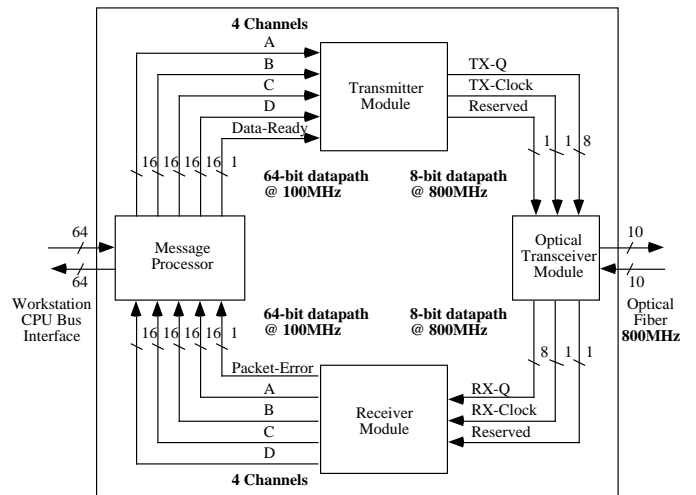 4 Channels
A
B
C
D
Data-Ready
TX-Q
TX-Clock
Reserved
Transmitter
Module
16 16 16 16 1
1 1 8
64-bit datapath
@ 100MHz
8-bit datapath
@ 800MHz
64
64
Message
Processor
Optical
Transceiver
Module
10
10
Workstation
CPU Bus
Interface
Optical
Fiber
800MHz
64-bit datapath
@ 100MHz
8-bit datapath
@ 800MHz
16 16 16 16 1
8 1 1
Packet-Error
A
B
C
D
Receiver
Module
RX-Q
RX-Clock
Reserved
4 Channels